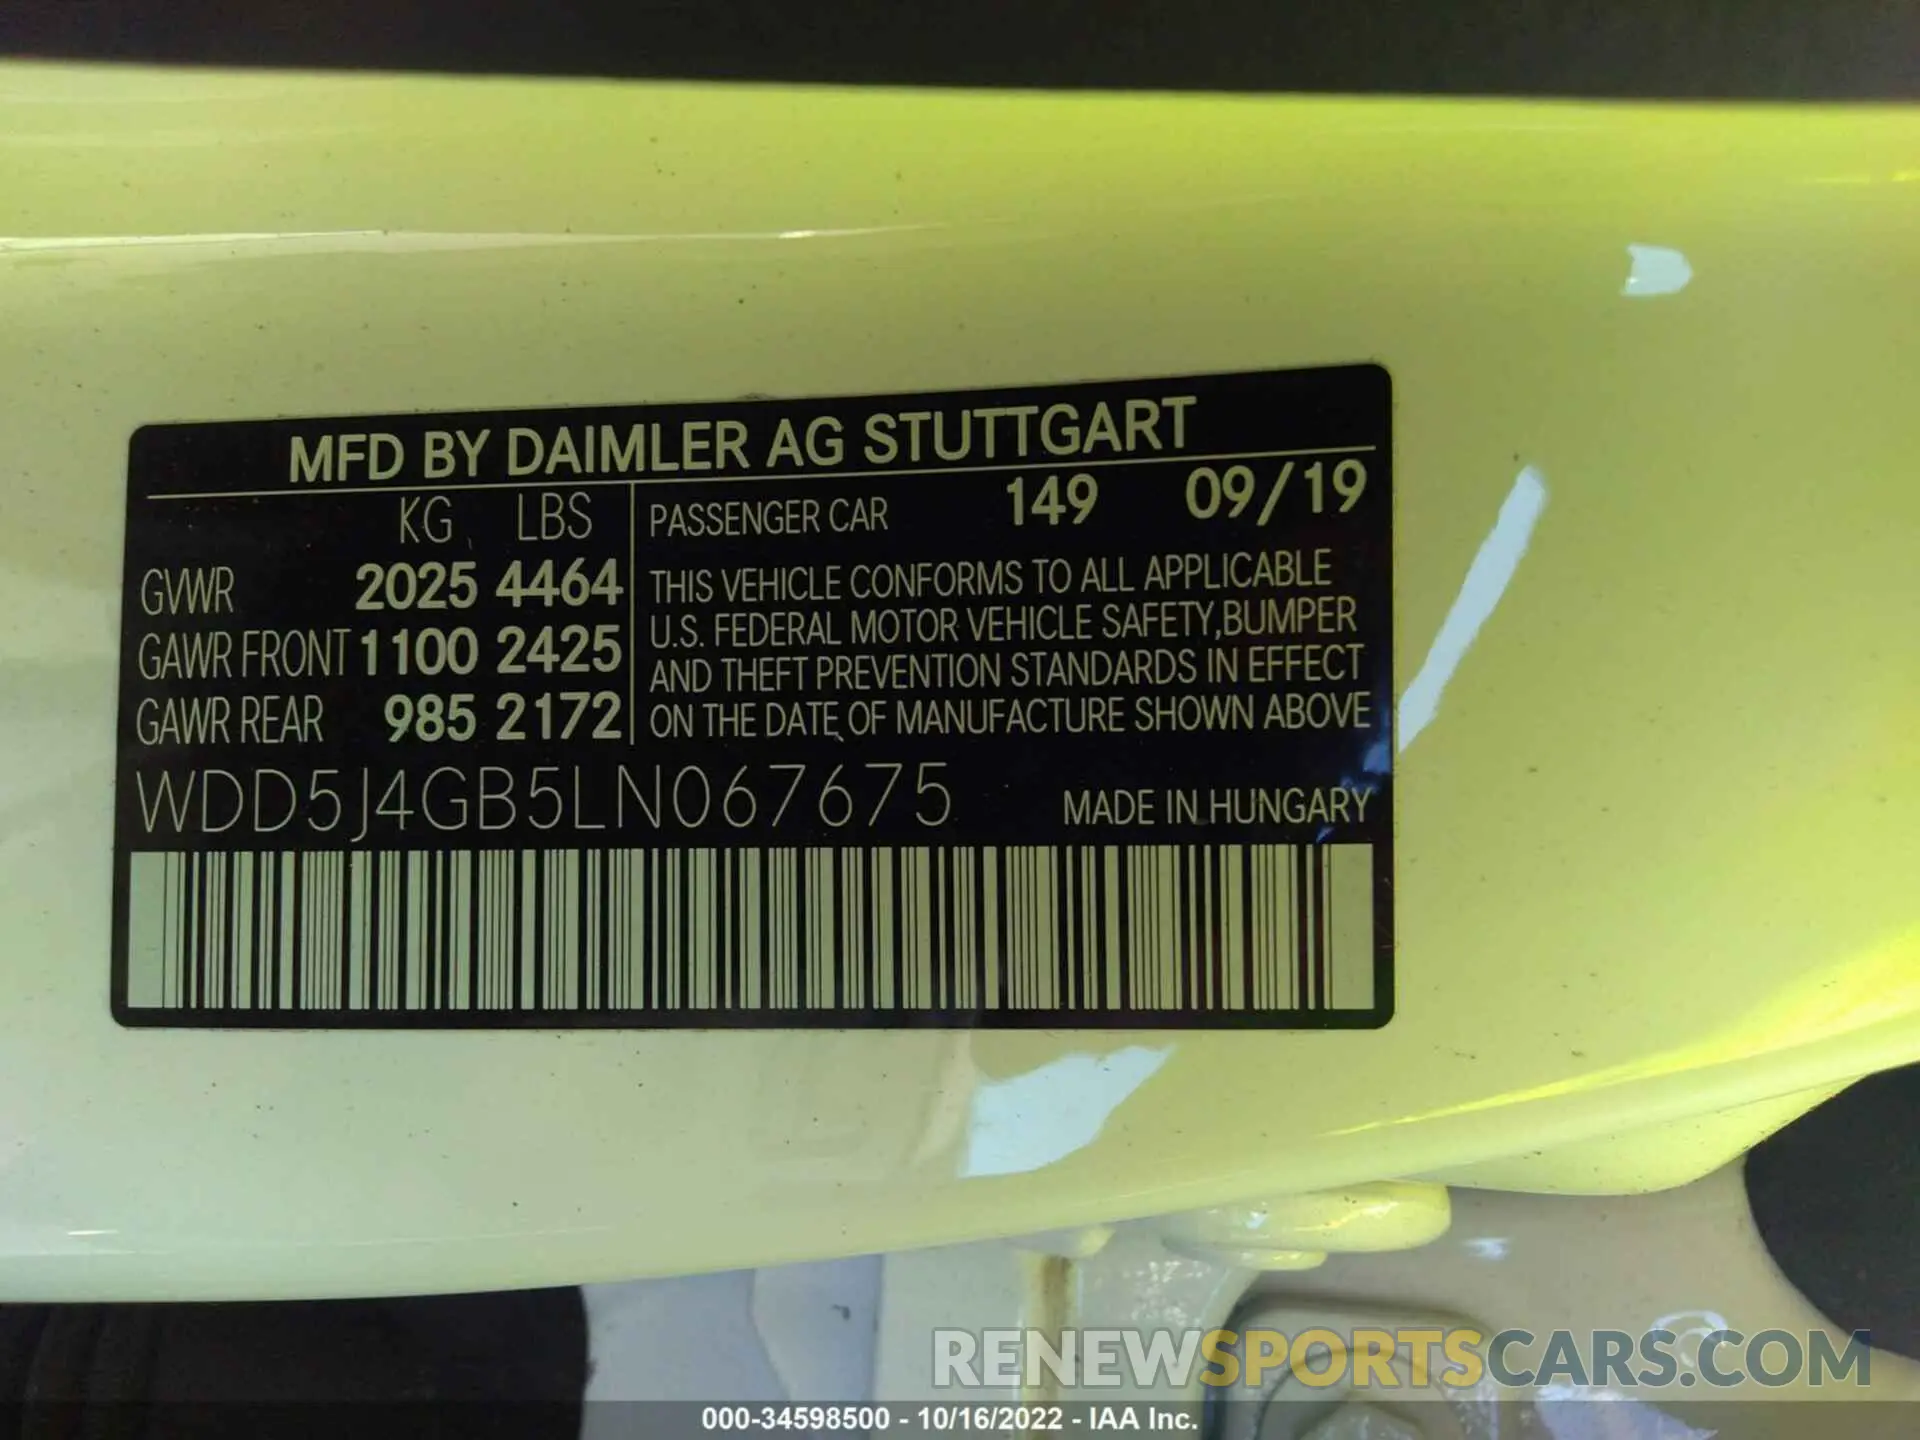 MFD BY DAIMLER AG STUTTGART
KG LBS
GVWR 2025 4464
GAWR FRONT 1100 2425
GAWR REAR 985 2172
PASSENGER CAR 149 09/19
THIS VEHICLE CONFORMS TO ALL APPLICABLE
U.S. FEDERAL MOTOR VEHICLE SAFETY,BUMPER
AND THEFT PREVENTION STANDARDS IN EFFECT
ON THE DATE OF MANUFACTURE SHOWN ABOVE
WDD5J4GB5LN067675 MADE IN HUNGARY
RENEWSPORTSCARS.COM
000-34598500 - 10/16/2022 - IAA Inc.